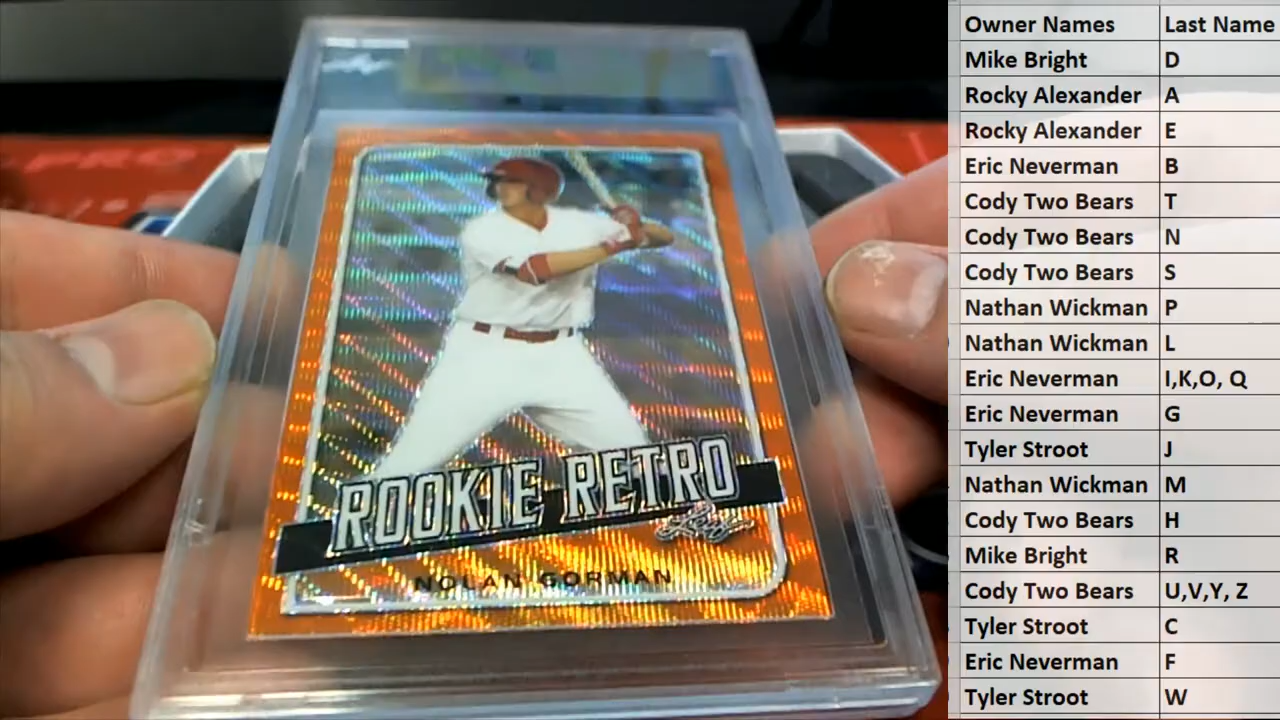 PRO
ROOKIE RETRO
Leaf
NOLAN GORMAN
Owner Names Last Name
Mike Bright D
Rocky Alexander A
Rocky Alexander E
Eric Neverman B
Cody Two Bears T
Cody Two Bears N
Cody Two Bears S
Nathan Wickman P
Nathan Wickman L
Eric Neverman I,K,O, Q
Eric Neverman G
Tyler Stroot J
Nathan Wickman M
Cody Two Bears H
Mike Bright R
Cody Two Bears U,V,Y, Z
Tyler Stroot C
Eric Neverman F
Tyler Stroot W